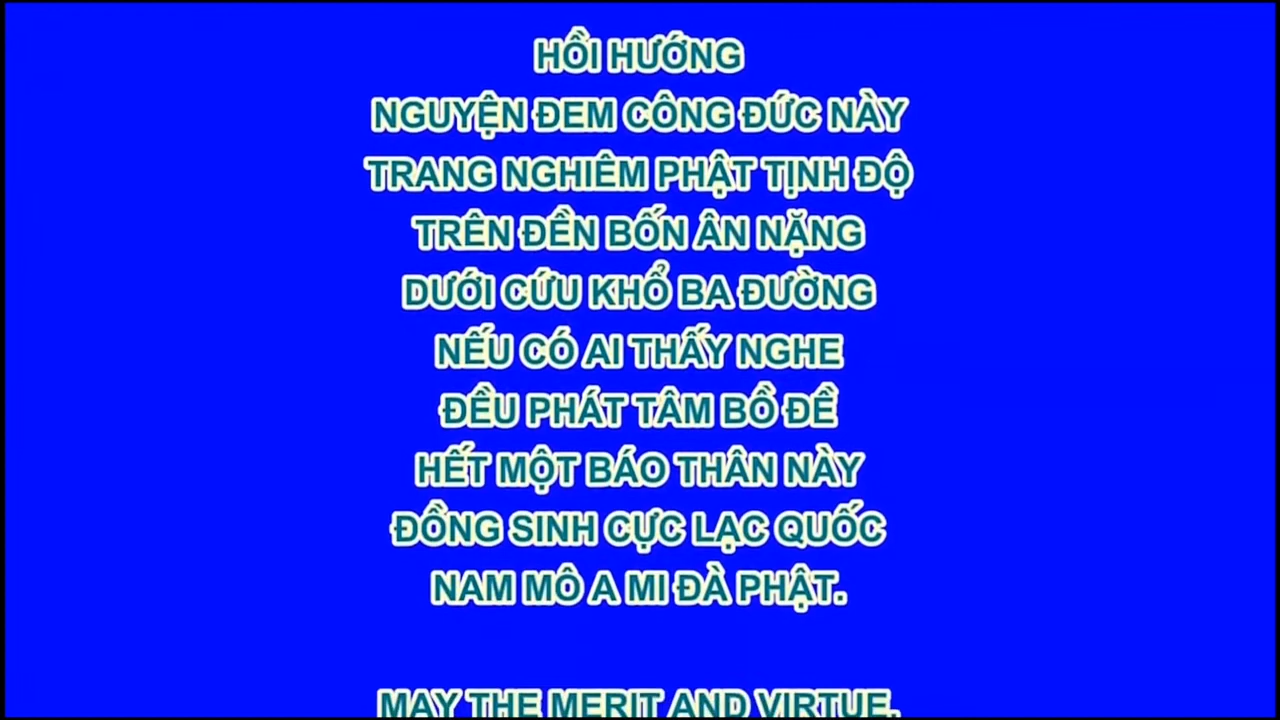 HỒI HƯỚNG
NGUYỆN ĐEM CÔNG ĐỨC NÀY
TRANG NGHIÊM PHẬT TỊNH ĐỘ
TRÊN ĐỀN BỐN ÂN NẶNG
DƯỚI CỨU KHỔ BA ĐƯỜNG
NẾU CÓ AI THẤY NGHE
ĐỀU PHÁT TÂM BỒ ĐỀ
HẾT MỘT BÁO THÂN NÀY
ĐỒNG SINH CỰC LẠC QUỐC
NAM MÔ A MI ĐÀ PHẬT.
MAY THE MERIT AND VIRTUE,